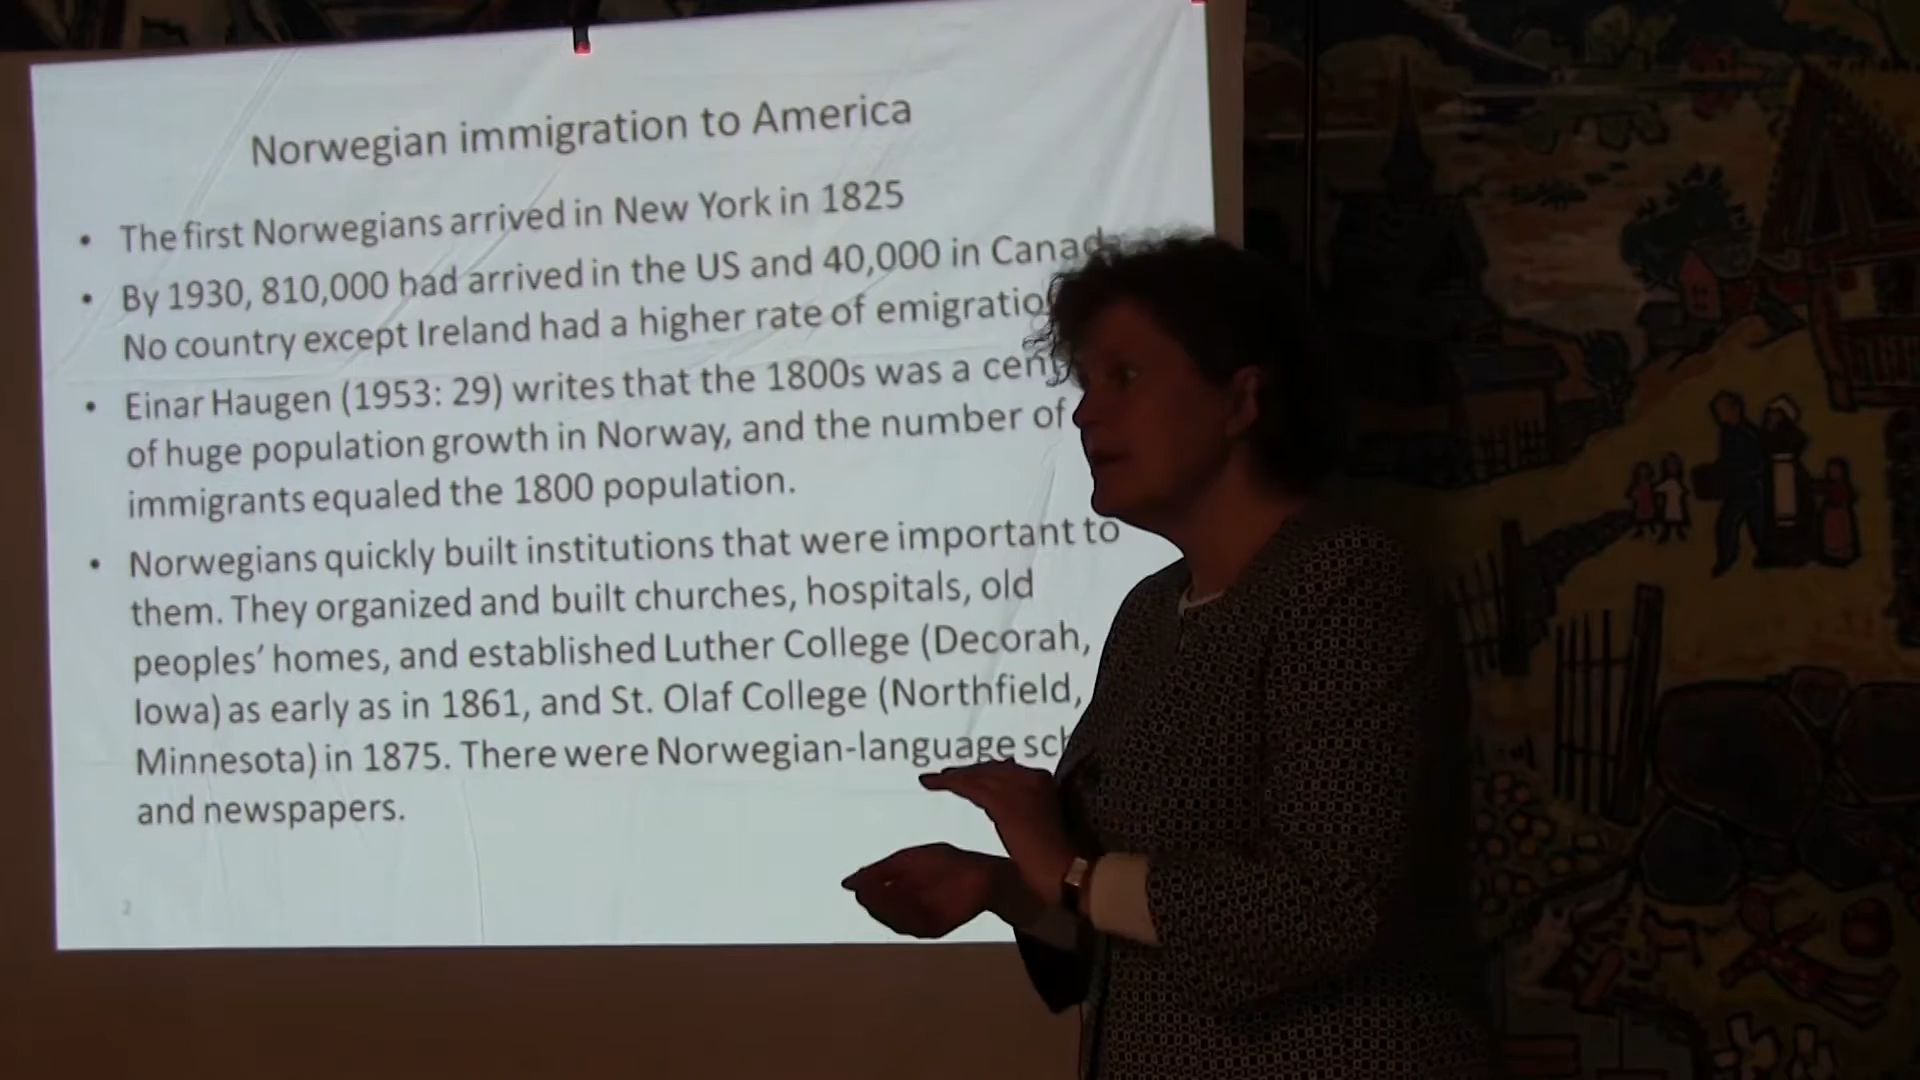 Norwegian immigration to America
• The first Norwegians arrived in New York in 1825
• By 1930, 810,000 had arrived in the US and 40,000 in
No country except Ireland had a higher rate of
• Einar Haugen (1953: 29) writes that the 1800s was a
of huge population growth in Norway, and the number of
immigrants equaled the 1800 population.
• Norwegians quickly built institutions that were important to
them. They organized and built churches, hospitals, old
peoples' homes, and established Luther College (Decorah,
Iowa) as early as in 1861, and St. Olaf College (Northfield,
Minnesota) in 1875. There were Norwegian-language
and newspapers.
2